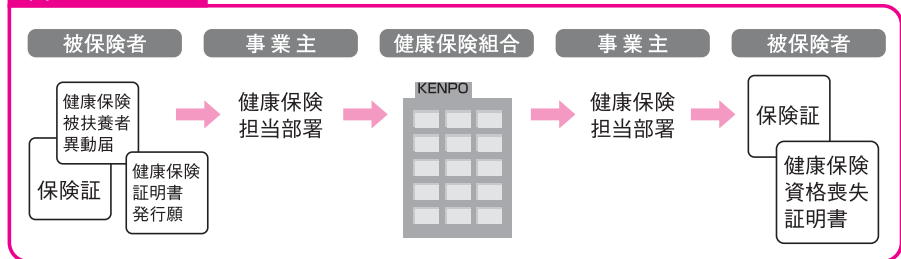 被保険者
事業主
健康保険組合
事業主
被保険者
健康保険
被扶養者
異動届
保険証
健康保険
証明書
発行願
健康保険
担当部署
KENPO
健康保険
担当部署
保険証
健康保険
資格喪失
証明書